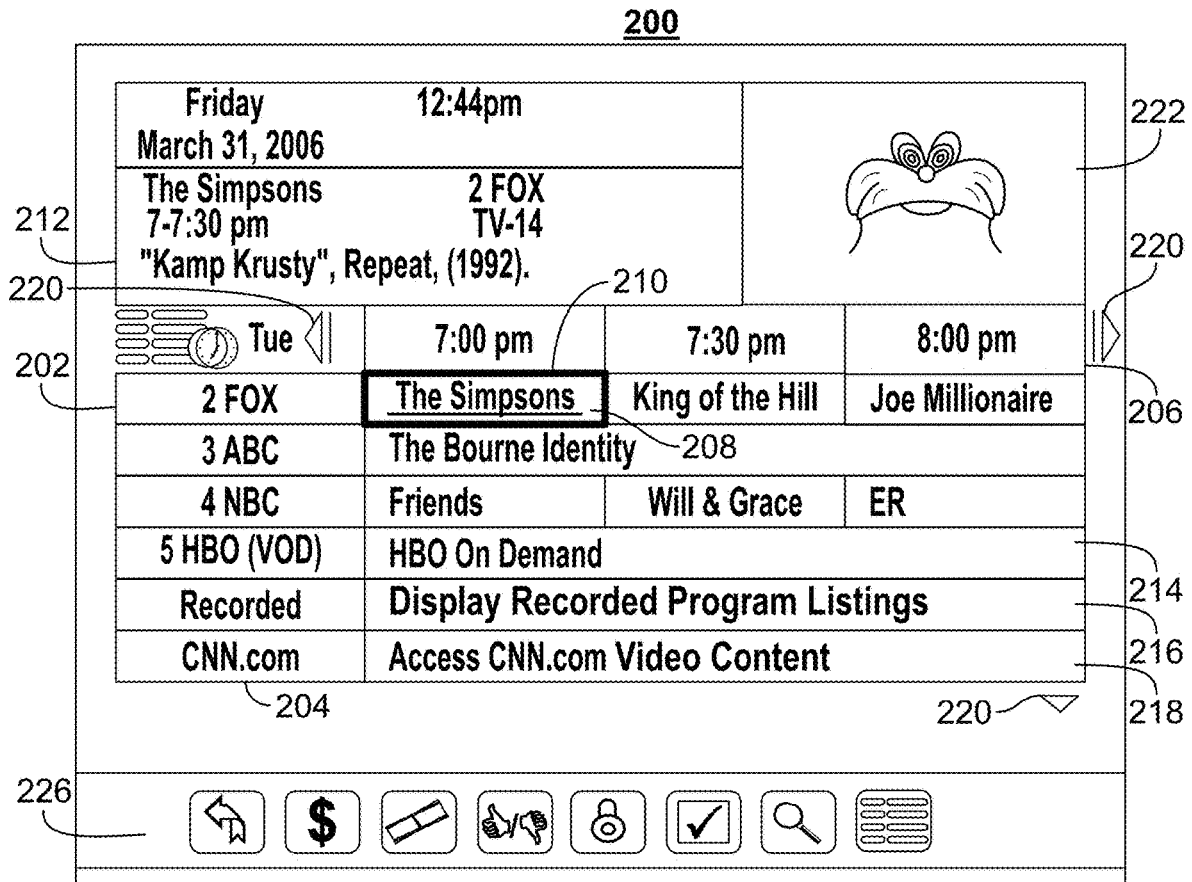 200
Friday 12:44pm
March 31, 2006
222
The Simpsons 2 FOX
212 7-7:30 pm TV-14
"Kamp Krusty", Repeat, (1992).
220 210 220
Tue 7:00 pm 7:30 pm 8:00 pm
202 2 FOX The Simpsons King of the Hill Joe Millionaire 206
3 ABC The Bourne Identity 208
4 NBC Friends Will & Grace ER
5 HBO (VOD) HBO On Demand 214
Recorded Display Recorded Program Listings 216
CNN.com Access CNN.com Video Content 218
204 220
226 $ /